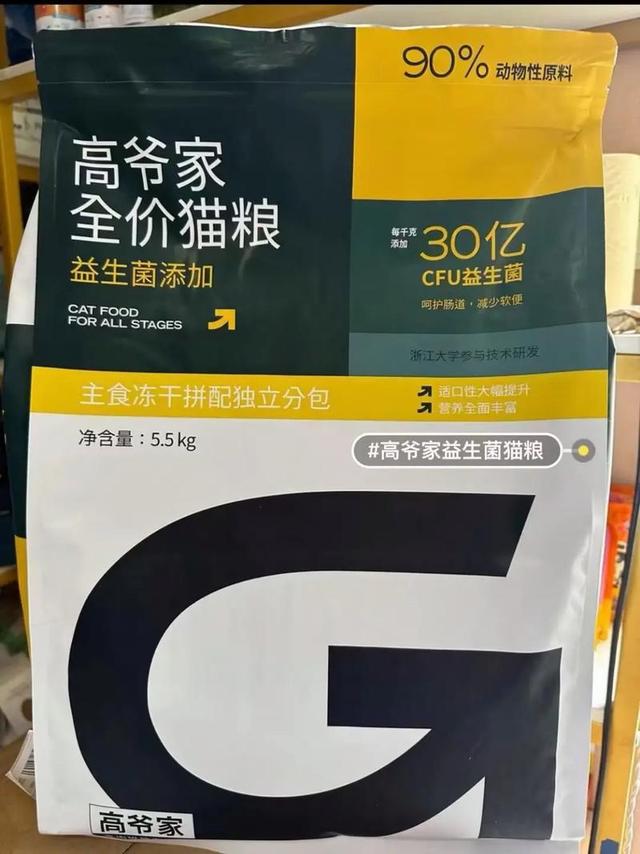 90% 动物性原料
高爷家
全价猫粮
益生菌添加
CAT FOOD
FOR ALL STAGES
每千克
添加
30亿
CFU益生菌
呵护肠道，减少软便
浙江大学参与技术研发
主食冻干拼配独立分包
适口性大幅提升
营养全面丰富
净含量：5.5kg
#高爷家益生菌猫粮
高爷家